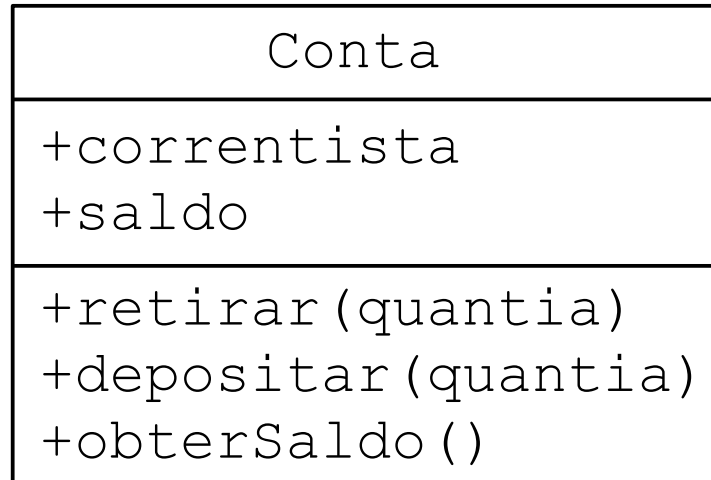 Conta
+correntista
+saldo
+retirar(quantia)
+depositar(quantia)
+obterSaldo()